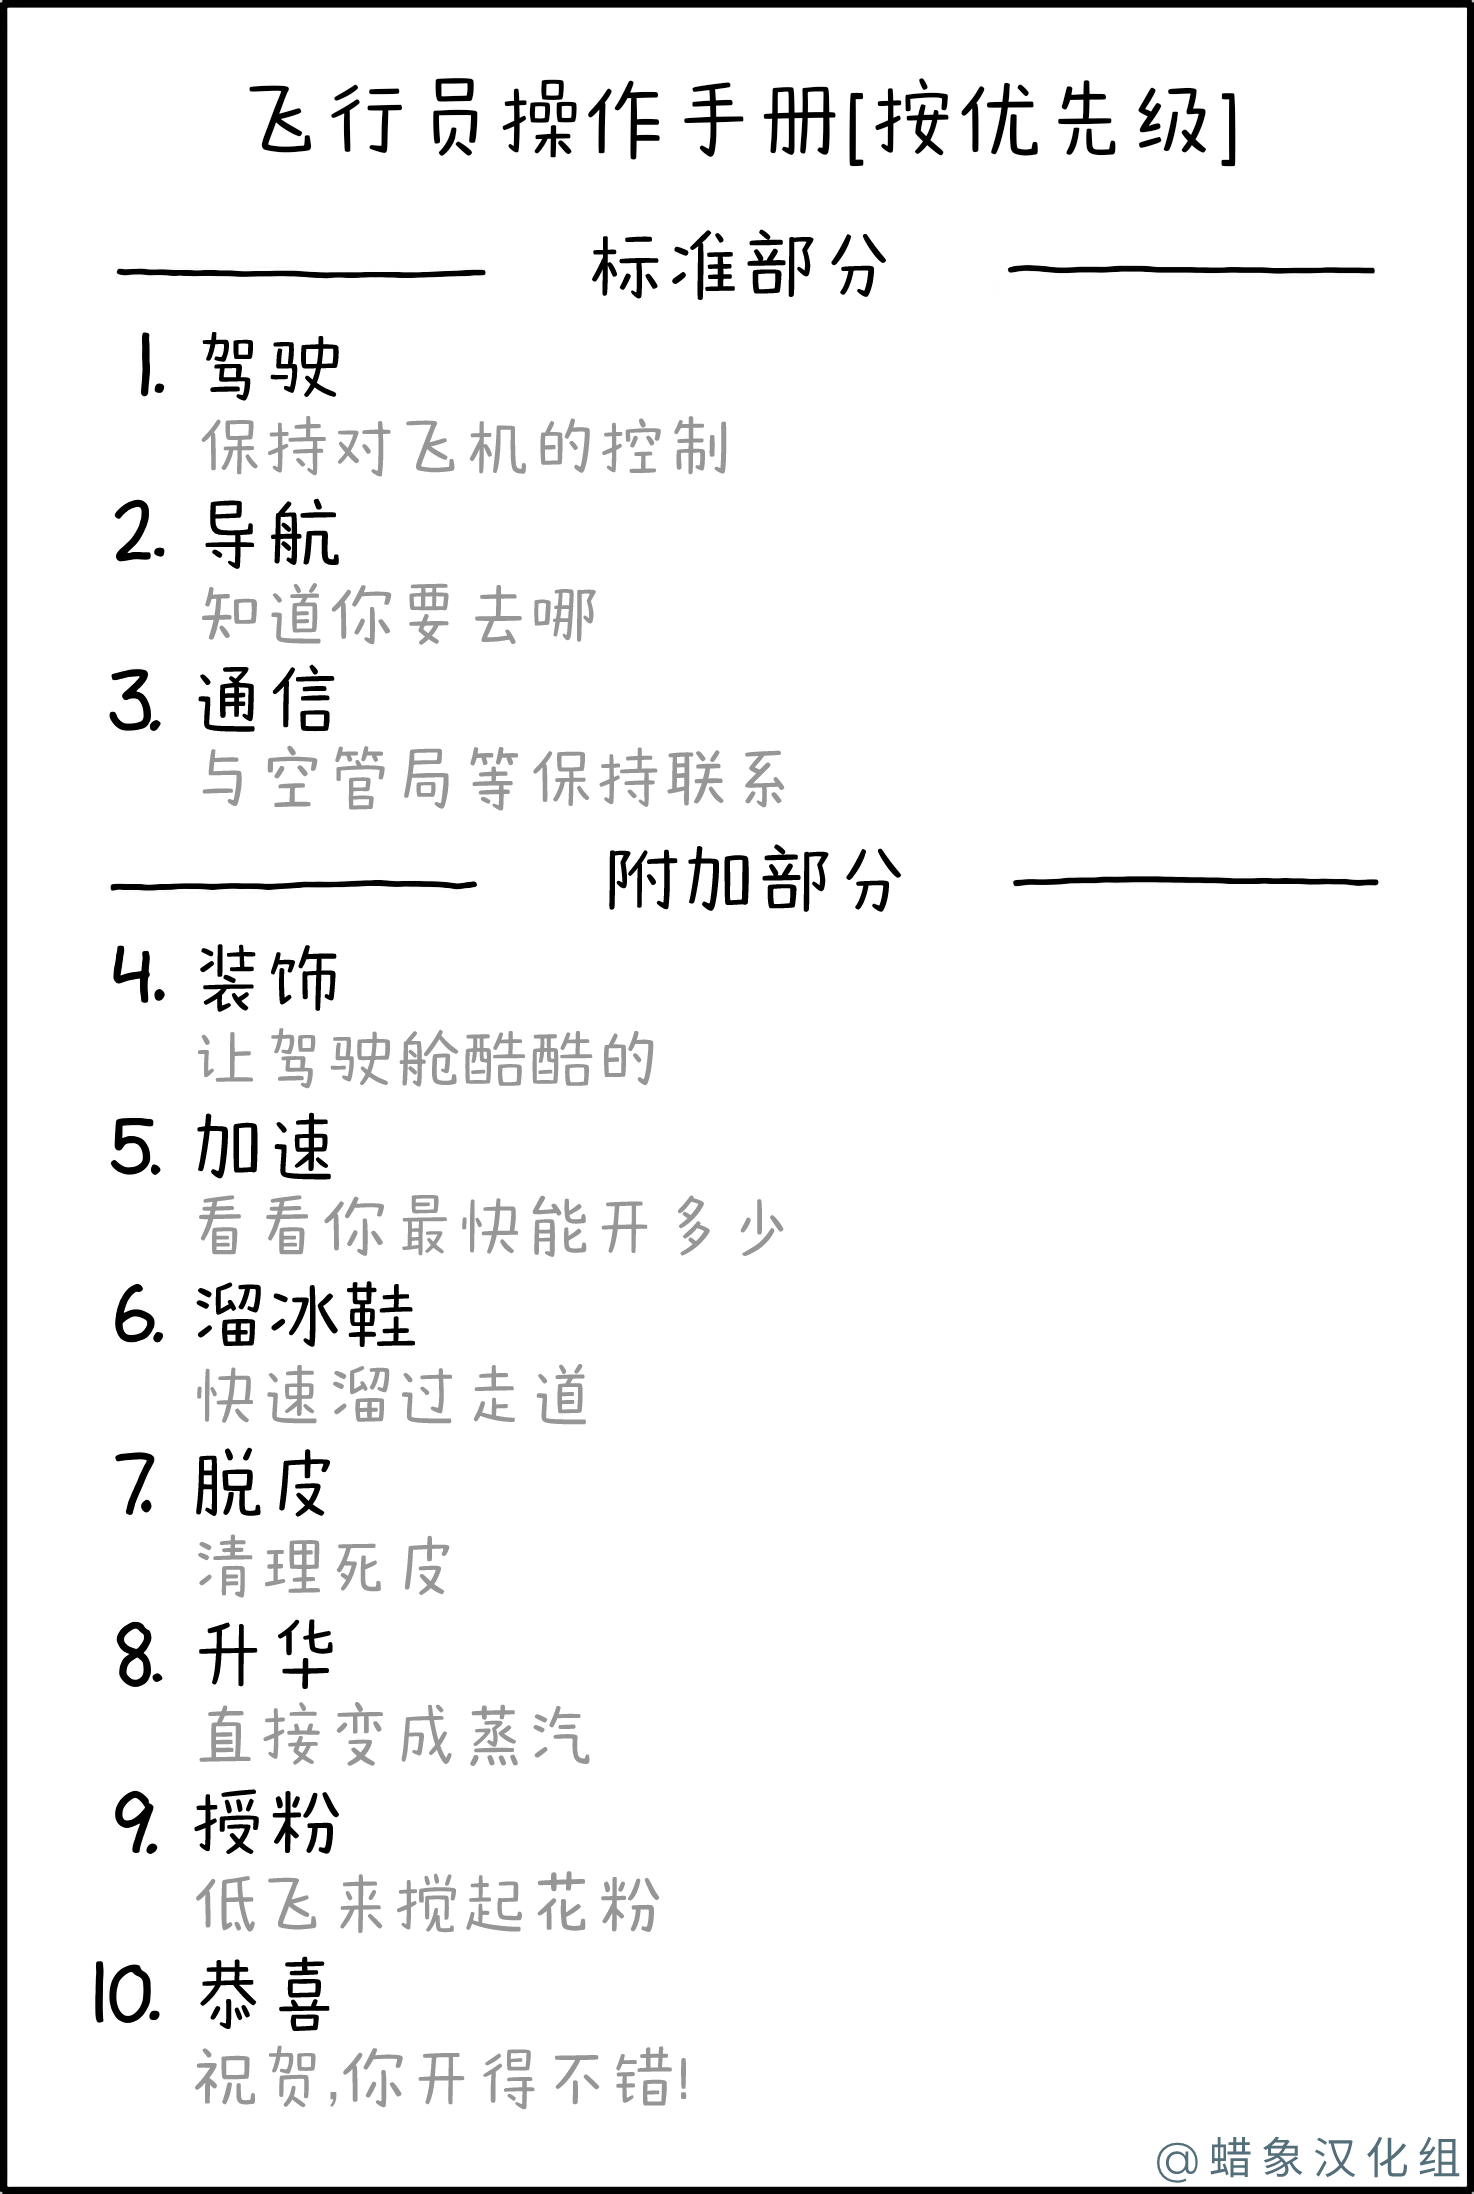 飞行员操作手册[按优先级]
标准部分
1. 驾驶
保持对飞机的控制
2. 导航
知道你要去哪
3. 通信
与空管局等保持联系
附加部分
4. 装饰
让驾驶舱酷酷的
5. 加速
看看你最快能开多少
6. 溜冰鞋
快速溜过走道
7. 脱皮
清理死皮
8. 升华
直接变成蒸汽
9. 授粉
低飞来搅起花粉
10. 恭喜
祝贺,你开得不错!
@蜡象汉化组